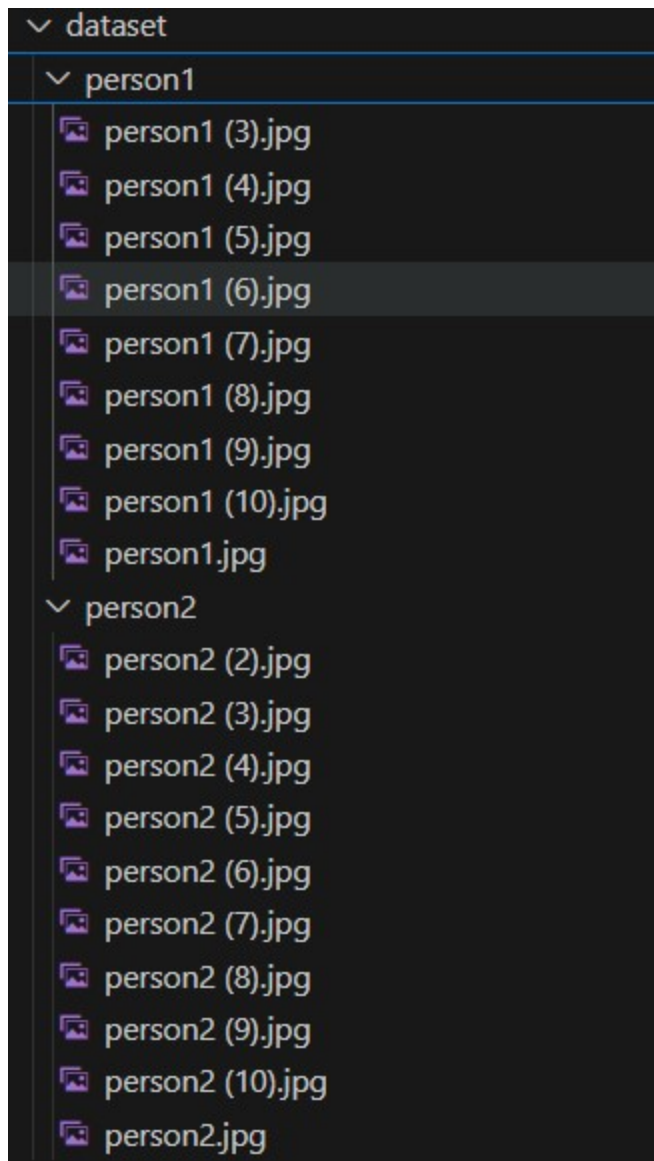 dataset
person1
person1 (3).jpg
person1 (4).jpg
person1 (5).jpg
person1 (6).jpg
person1 (7).jpg
person1 (8).jpg
person1 (9).jpg
person1 (10).jpg
person1.jpg
person2
person2 (2).jpg
person2 (3).jpg
person2 (4).jpg
person2 (5).jpg
person2 (6).jpg
person2 (7).jpg
person2 (8).jpg
person2 (9).jpg
person2 (10).jpg
person2.jpg